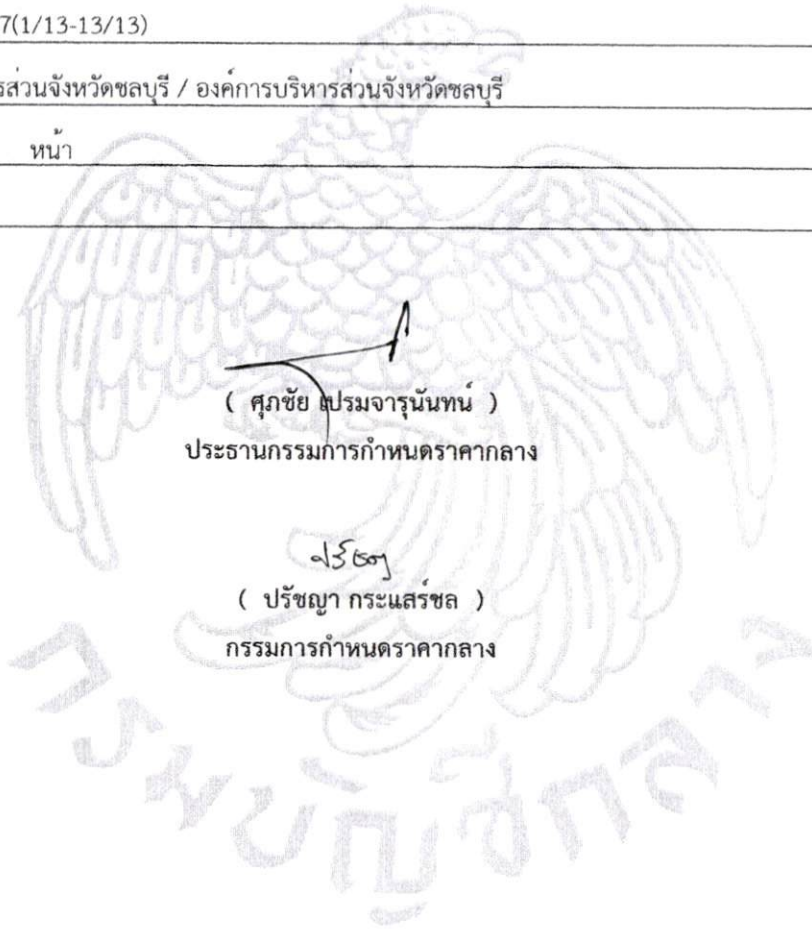 7(1/13-13/13)
รส่วนจังหวัดชลบุรี / องค์การบริหารส่วนจังหวัดชลบุรี
หน้า
( ศุภชัย เปรมจารุนันทน์ )
ประธานกรรมการกำหนดราคากลาง
ปรัชญา
( ปรัชญา กระแสร์ชล )
กรรมการกำหนดราคากลาง
กรมบัญชีกลาง